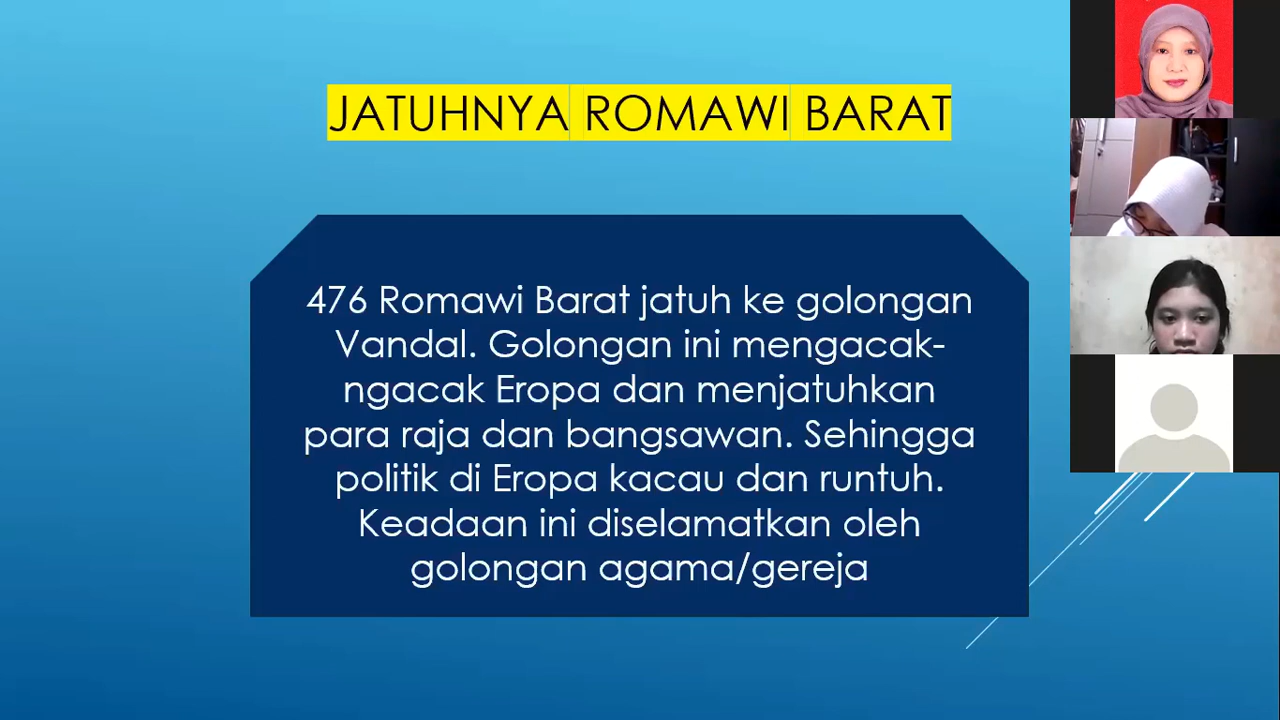 JATUHNYA ROMAWI BARAT
476 Romawi Barat jatuh ke golongan
Vandal. Golongan ini mengacak-
ngacak Eropa dan menjatuhkan
para raja dan bangsawan. Sehingga
politik di Eropa kacau dan runtuh.
Keadaan ini diselamatkan oleh
golongan agama/gereja